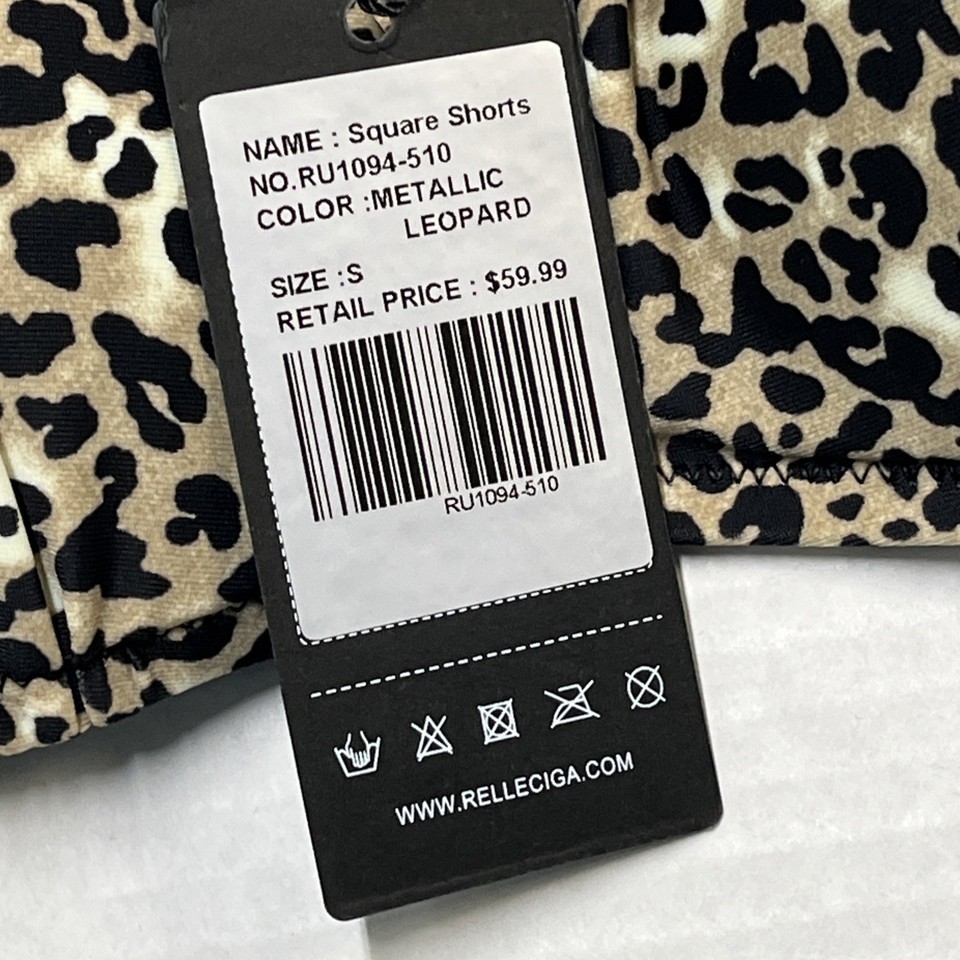 NAME : Square Shorts
NO.RU1094-510
COLOR :METALLIC
LEOPARD
SIZE :S
RETAIL PRICE : $59.99
RU1094-510
WWW.RELLECIGA.COM